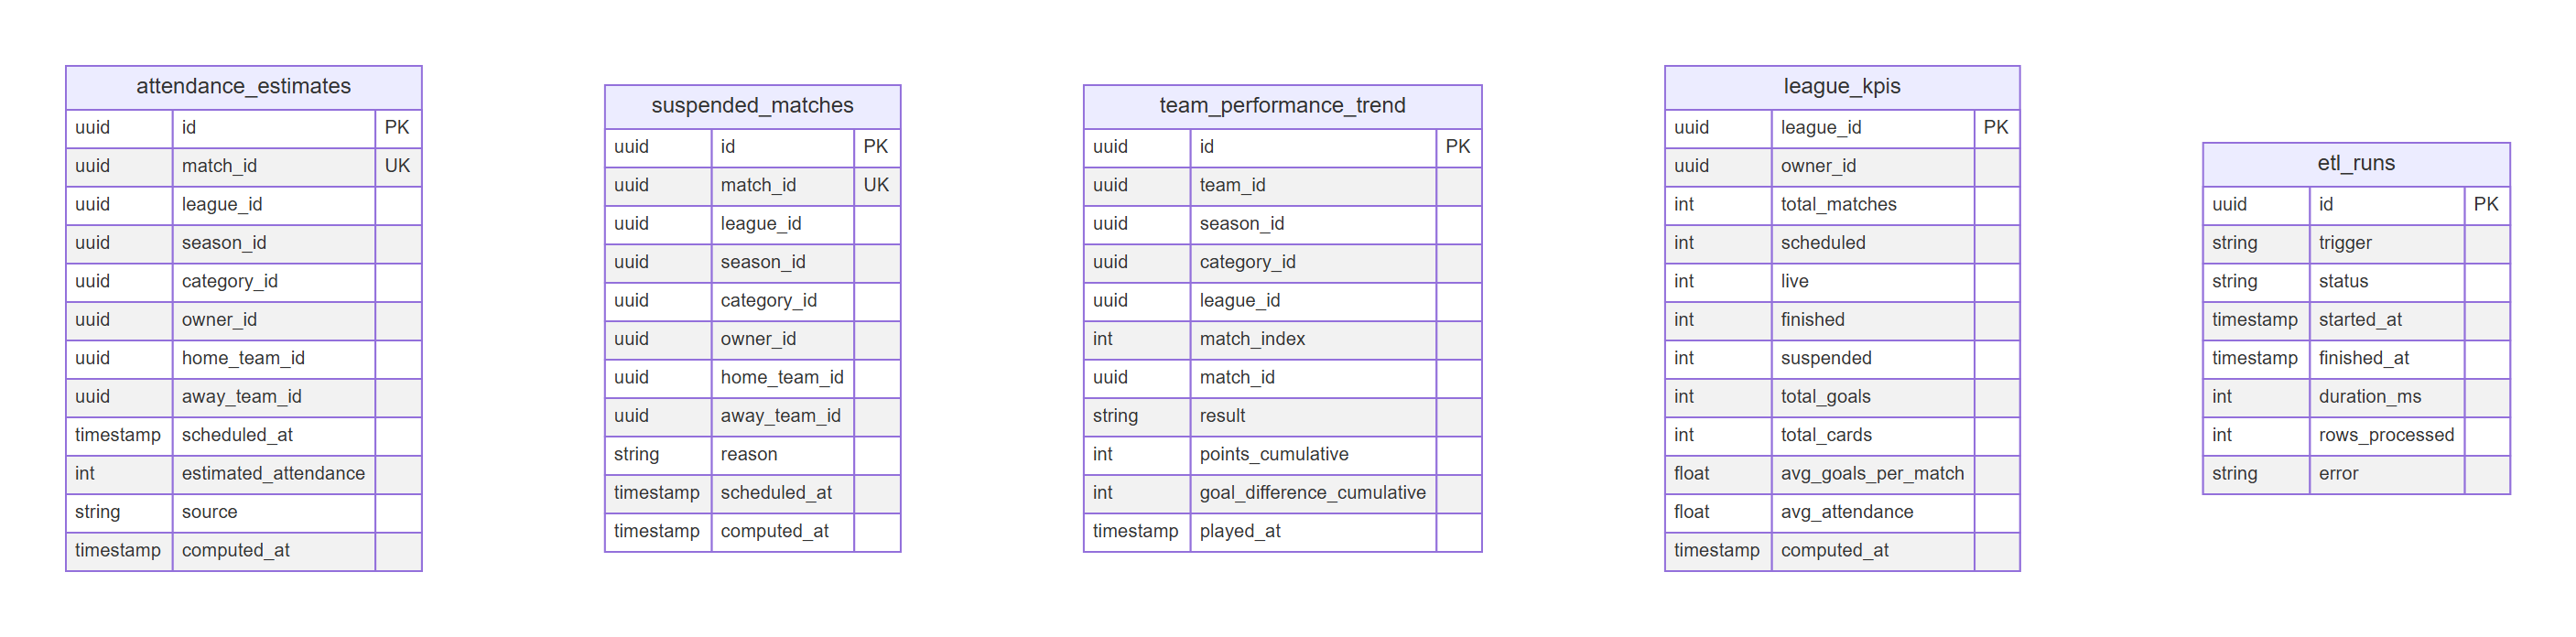 attendance_estimates
uuid id PK
uuid match_id UK
uuid league_id
uuid season_id
uuid category_id
uuid owner_id
uuid home_team_id
uuid away_team_id
timestamp scheduled_at
int estimated_attendance
string source
timestamp computed_at
suspended_matches
uuid id PK
uuid match_id UK
uuid league_id
uuid season_id
uuid category_id
uuid owner_id
uuid home_team_id
uuid away_team_id
string reason
timestamp scheduled_at
timestamp computed_at
team_performance_trend
uuid id PK
uuid team_id
uuid season_id
uuid category_id
uuid league_id
int match_index
uuid match_id
string result
int points_cumulative
int goal_difference_cumulative
timestamp played_at
league_kpis
uuid league_id PK
uuid owner_id
int total_matches
int scheduled
int live
int finished
int suspended
int total_goals
int total_cards
float avg_goals_per_match
float avg_attendance
timestamp computed_at
etl_runs
uuid id PK
string trigger
string status
timestamp started_at
timestamp finished_at
int duration_ms
int rows_processed
string error